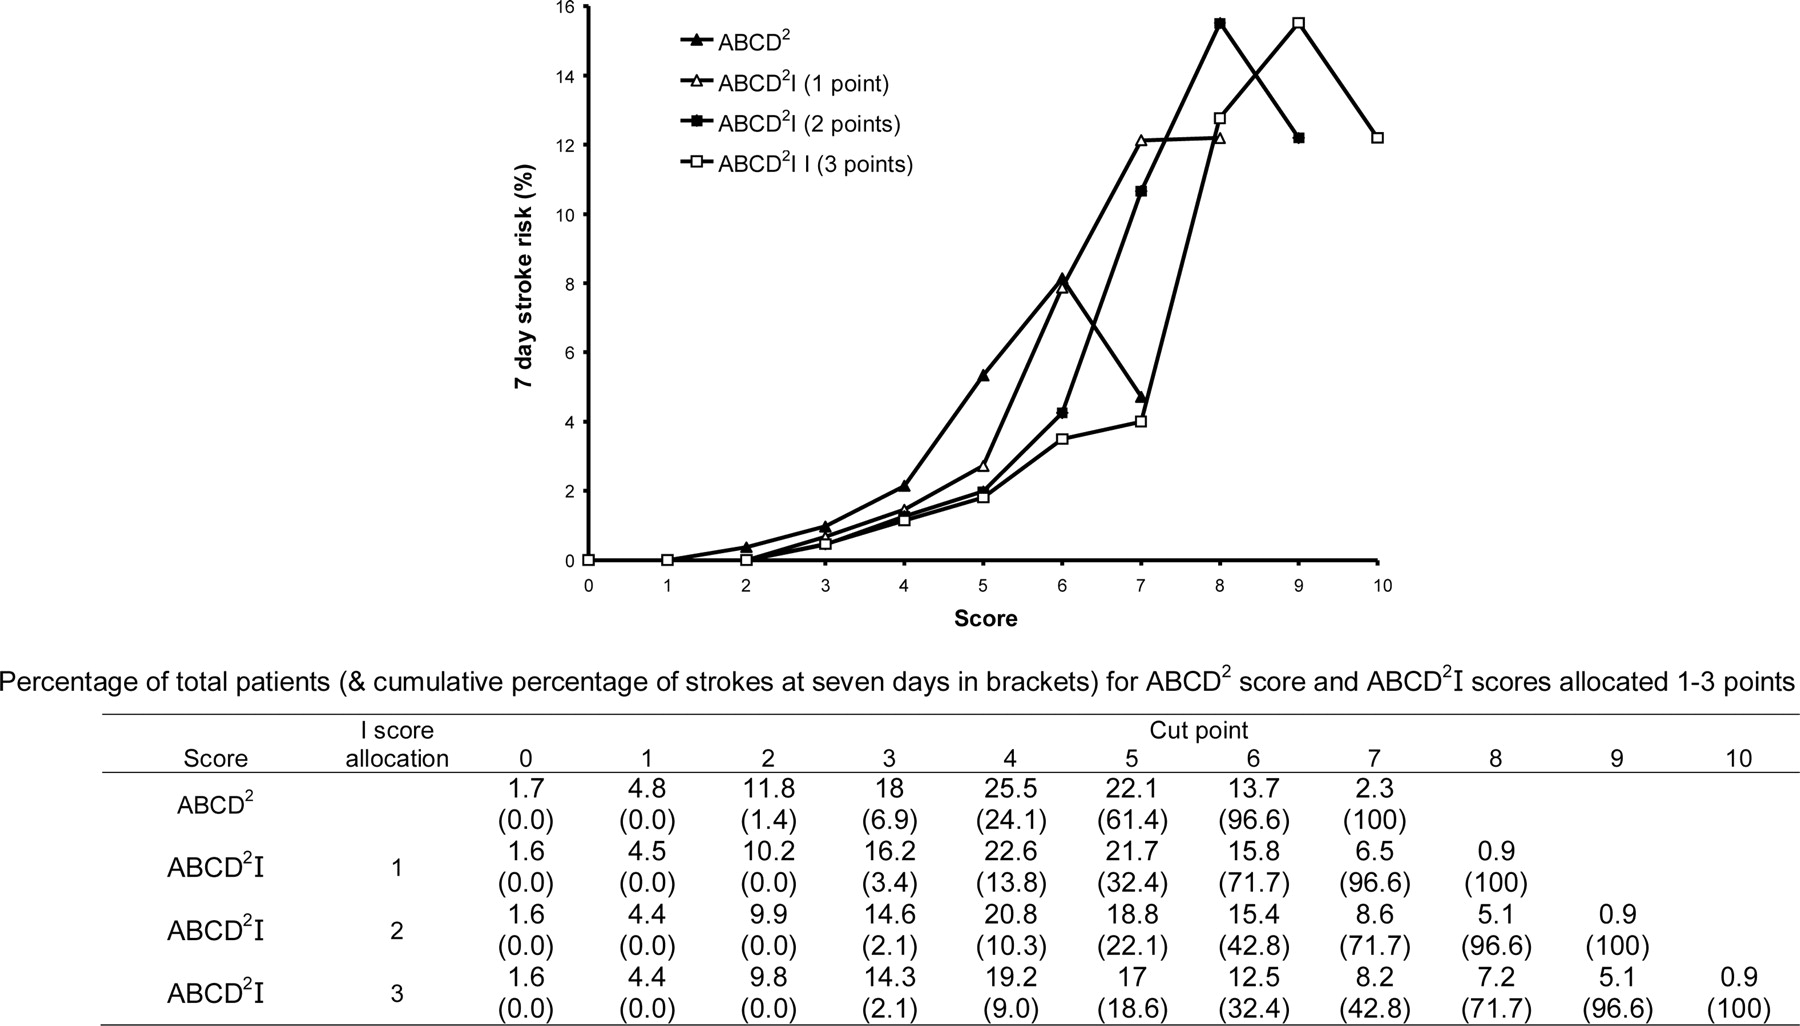 16
14
12
10
8
6
4
2
0
7 day stroke risk (%)
ABCD²
ABCD²I (1 point)
ABCD²I (2 points)
ABCD²I I (3 points)
0 1 2 3 4 5 6 7 8 9 10
Score
Percentage of total patients (& cumulative percentage of strokes at seven days in brackets) for ABCD² score and ABCD²I scores allocated 1-3 points
I score Cut point
Score allocation 0 1 2 3 4 5 6 7 8 9 10
ABCD² 1.7 4.8 11.8 18 25.5 22.1 13.7 2.3
(0.0) (0.0) (1.4) (6.9) (24.1) (61.4) (96.6) (100)
ABCD²I 1 1.6 4.5 10.2 16.2 22.6 21.7 15.8 6.5 0.9
(0.0) (0.0) (0.0) (3.4) (13.8) (32.4) (71.7) (96.6) (100)
ABCD²I 2 1.6 4.4 9.9 14.6 20.8 18.8 15.4 8.6 5.1 0.9
(0.0) (0.0) (0.0) (2.1) (10.3) (22.1) (42.8) (71.7) (96.6) (100)
ABCD²I 3 1.6 4.4 9.8 14.3 19.2 17 12.5 8.2 7.2 5.1 0.9
(0.0) (0.0) (0.0) (2.1) (9.0) (18.6) (32.4) (42.8) (71.7) (96.6) (100)